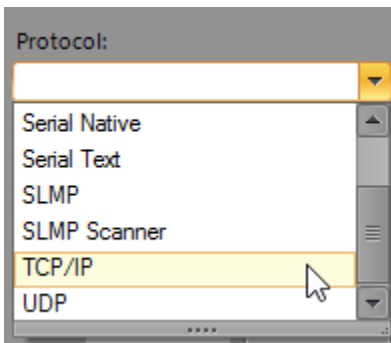 Protocol:
Serial Native
Serial Text
SLMP
SLMP Scanner
TCP/IP
UDP